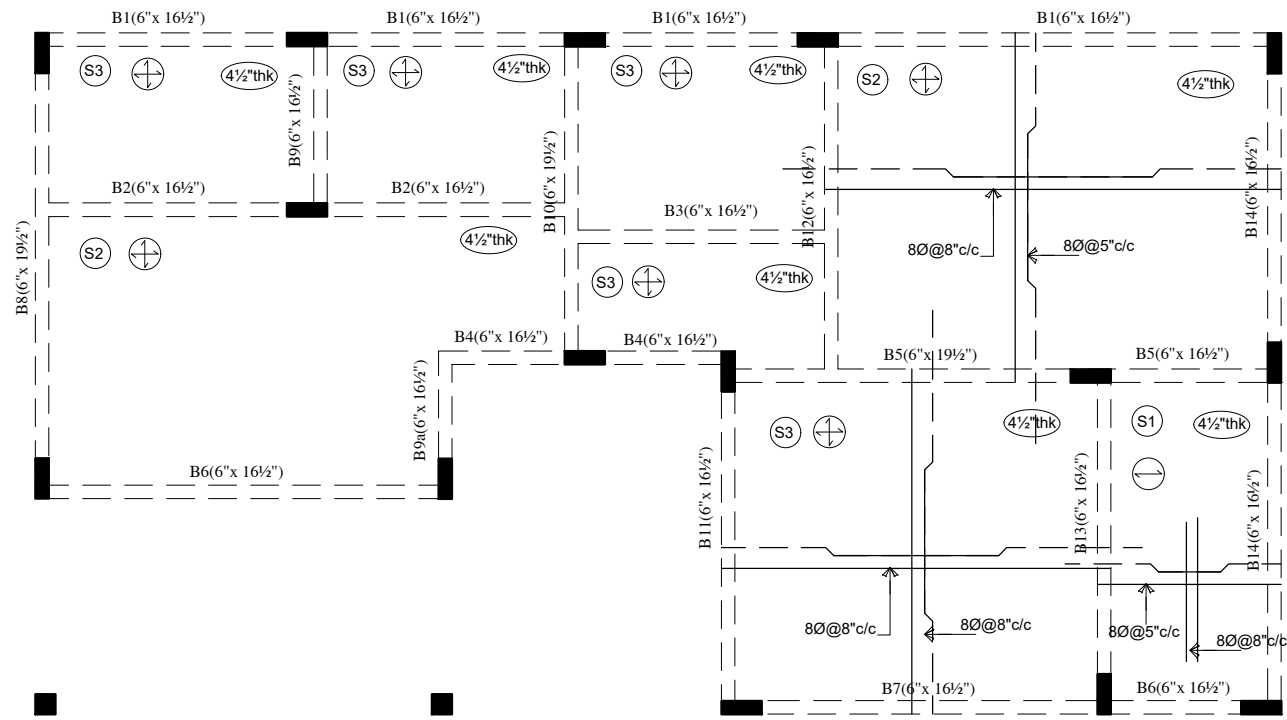 B1(6"x 16½")
B1(6"x 16½")
B1(6"x 16½")
B1(6"x 16½")
S3
4½"thk
S3
4½"thk
S3
4½"thk
S2
4½"thk
B9(6"x 16½")
B10(6"x 19½")
B12(6"x 16½")
B14(6"x 16½")
B2(6"x 16½")
B2(6"x 16½")
B3(6"x 16½")
B8(6"x 19½")
S2
4½"thk
S3
4½"thk
8Ø@8"c/c
8Ø@5"c/c
B4(6"x 16½")
B4(6"x 16½")
B5(6"x 19½")
B5(6"x 16½")
B9a(6"x 16½")
S3
4½"thk
S1
4½"thk
B6(6"x 16½")
B11(6"x 16½")
B13(6"x 16½")
B14(6"x 16½")
8Ø@8"c/c
8Ø@8"c/c
8Ø@5"c/c
8Ø@8"c/c
B7(6"x 16½")
B6(6"x 16½")